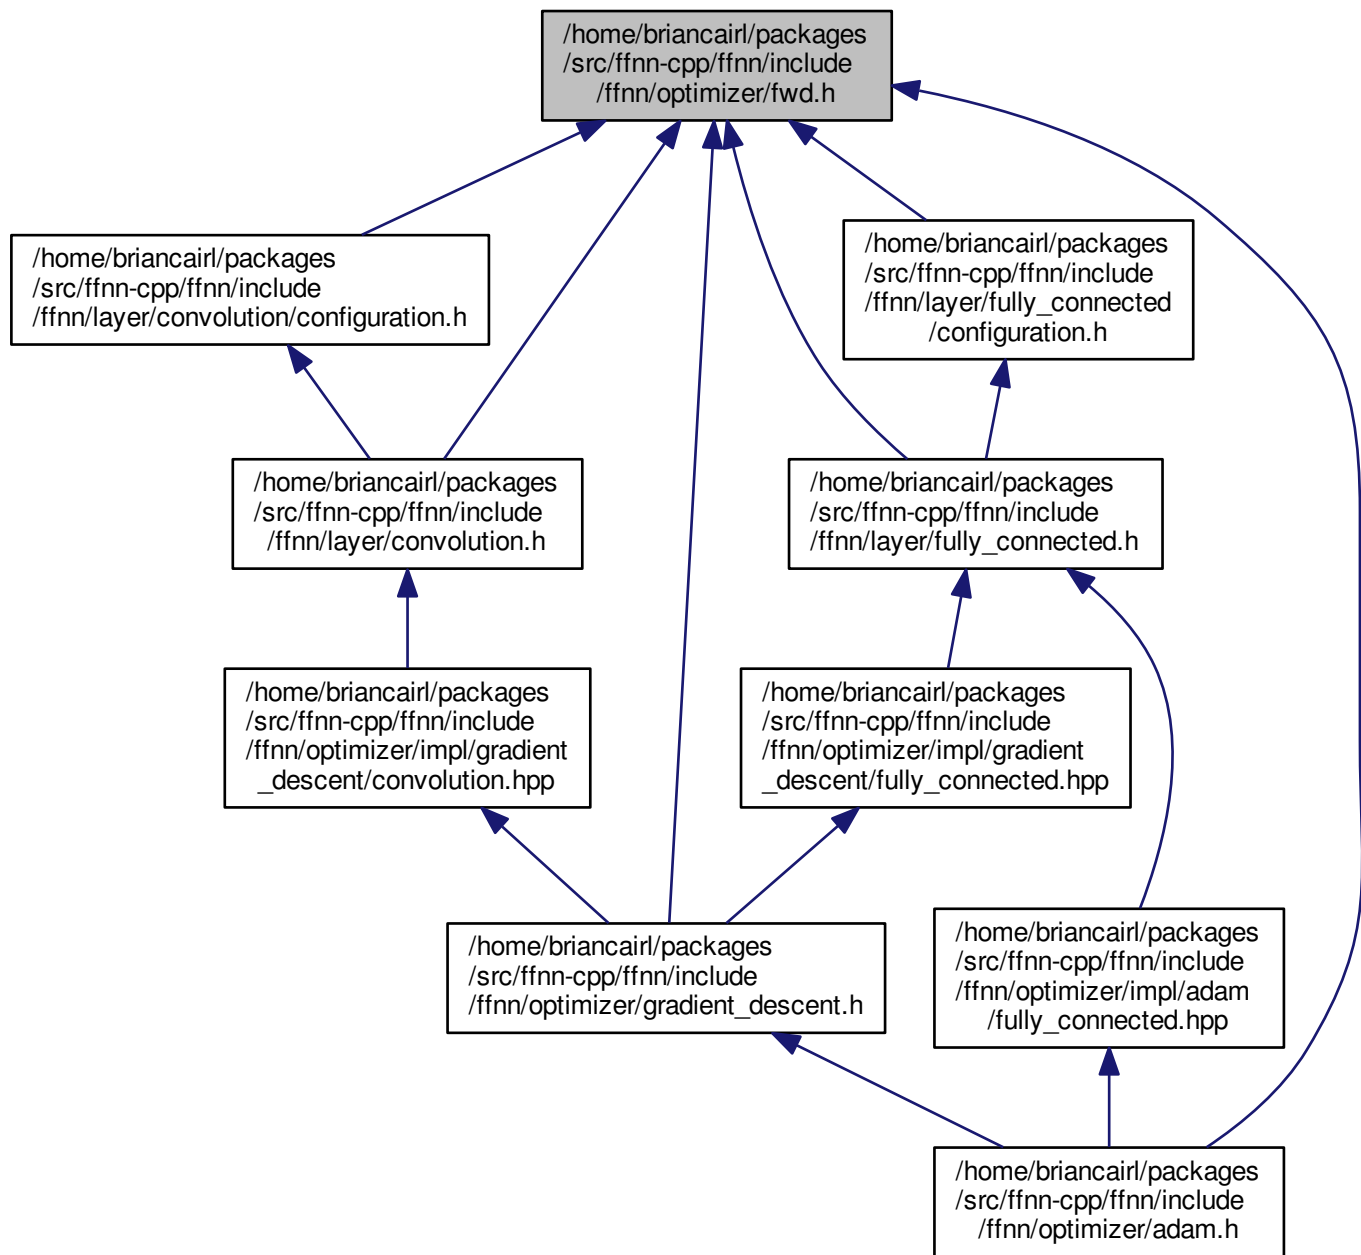 /home/briancairl/packages
/src/ffnn-cpp/ffnn/include
/ffnn/optimizer/fwd.h
/home/briancairl/packages
/src/ffnn-cpp/ffnn/include
/ffnn/layer/convolution/configuration.h
/home/briancairl/packages
/src/ffnn-cpp/ffnn/include
/ffnn/layer/fully_connected
/configuration.h
/home/briancairl/packages
/src/ffnn-cpp/ffnn/include
/ffnn/layer/convolution.h
/home/briancairl/packages
/src/ffnn-cpp/ffnn/include
/ffnn/layer/fully_connected.h
/home/briancairl/packages
/src/ffnn-cpp/ffnn/include
/ffnn/optimizer/impl/gradient
_descent/convolution.hpp
/home/briancairl/packages
/src/ffnn-cpp/ffnn/include
/ffnn/optimizer/impl/gradient
_descent/fully_connected.hpp
/home/briancairl/packages
/src/ffnn-cpp/ffnn/include
/ffnn/optimizer/gradient_descent.h
/home/briancairl/packages
/src/ffnn-cpp/ffnn/include
/ffnn/optimizer/impl/adam
/fully_connected.hpp
/home/briancairl/packages
/src/ffnn-cpp/ffnn/include
/ffnn/optimizer/adam.h